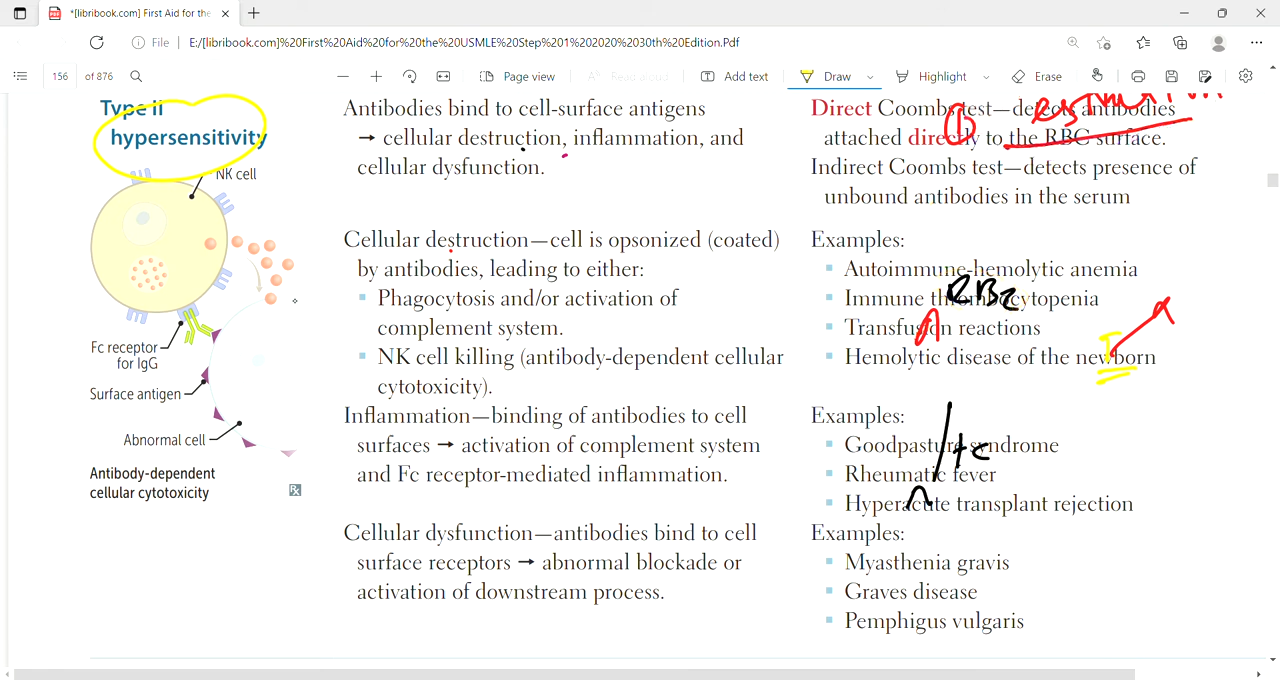 *[libribook.com] First Aid for the
File
E:/[libribook.com]%20First%20Aid%20for%20the%20USMLE%20Step%201%202020%2030th%20Edition.Pdf
156 of 876
Page view
Read aloud
Add text
Draw
Highlight
Erase
Type II
hypersensitivity
NK cell
Fc receptor
for IgG
Surface antigen
Abnormal cell
Antibody-dependent
cellular cytotoxicity
Antibodies bind to cell-surface antigens
→ cellular destruction, inflammation, and
cellular dysfunction.
Cellular destruction—cell is opsonized (coated)
by antibodies, leading to either:
Phagocytosis and/or activation of
complement system.
NK cell killing (antibody-dependent cellular
cytotoxicity).
Inflammation—binding of antibodies to cell
surfaces → activation of complement system
and Fc receptor-mediated inflammation.
Cellular dysfunction—antibodies bind to cell
surface receptors → abnormal blockade or
activation of downstream process.
Direct Coombs test—detects antibodies
attached directly to the RBC surface.
Indirect Coombs test—detects presence of
unbound antibodies in the serum
Examples:
Autoimmune-hemolytic anemia
Immune thrombocytopenia
Transfusion reactions
Hemolytic disease of the newborn
Examples:
Goodpasture syndrome
Rheumatic fever
Hyperacute transplant rejection
Examples:
Myasthenia gravis
Graves disease
Pemphigus vulgaris